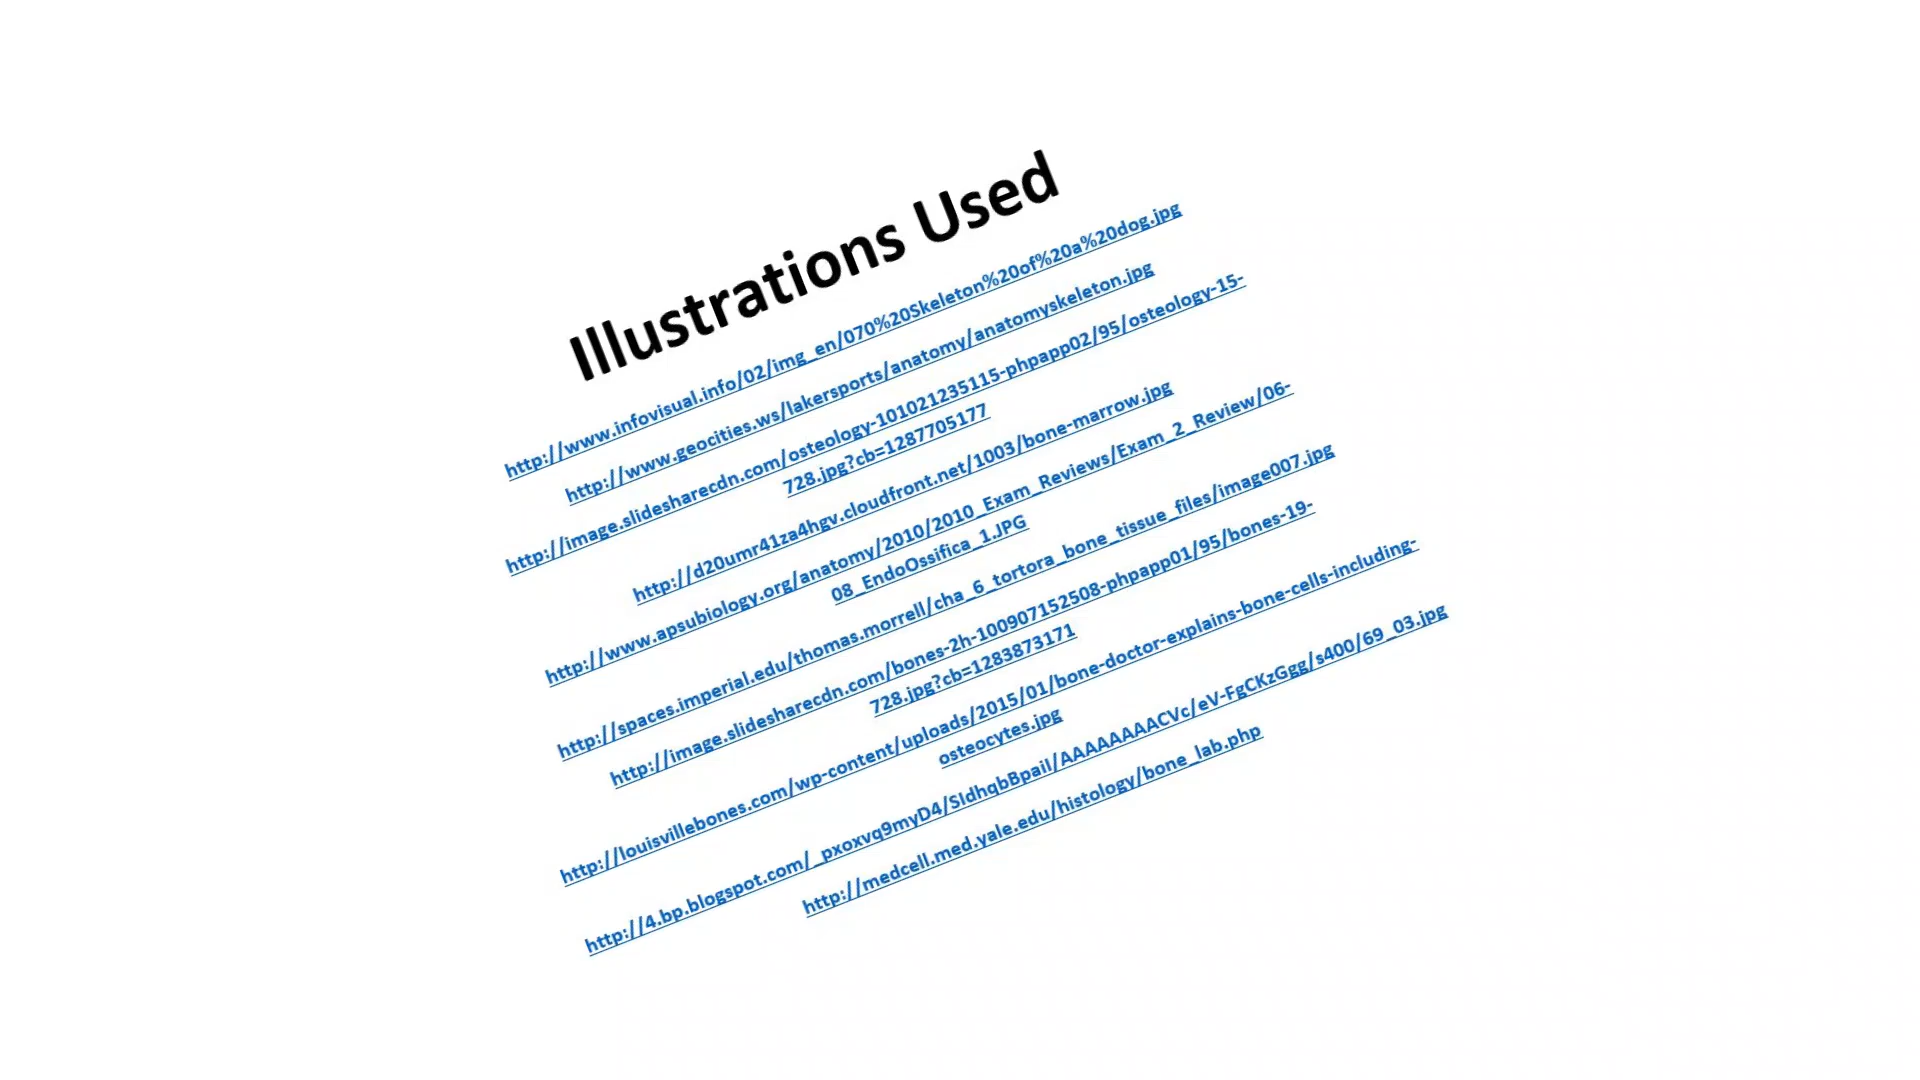 Illustrations Used
http://www.infovisual.info/02/img_en/070%20Skeleton%20of%20a%20dog.jpg
http://www.geocities.ws/lakersports/anatomy/anatomyskeleton.jpg
http://image.slidesharecdn.com/osteology-101021235115-phpapp02/95/osteology-15-
728.jpg?cb=1287705177
http://d20umr41za4hgv.cloudfront.net/1003/bone-marrow.jpg
http://www.apsubiology.org/anatomy/2010/2010_Exam_Reviews/Exam_2_Review/06-
08_EndoOssifica_1.JPG
http://spaces.imperial.edu/thomas.morrell/cha_6_tortora_bone_tissue_files/image007.jpg
http://image.slidesharecdn.com/bones-2h-100907152508-phpapp01/95/bones-19-
728.jpg?cb=1283873171
http://louisvillebones.com/wp-content/uploads/2015/01/bone-doctor-explains-bone-cells-including-
osteocytes.jpg
http://4.bp.blogspot.com/_pxoxvq9myD4/SIdhqbBpaiI/AAAAAAAACVc/eV-FgCKzGgg/s400/69_03.jpg
http://medcell.med.yale.edu/histology/bone_lab.php